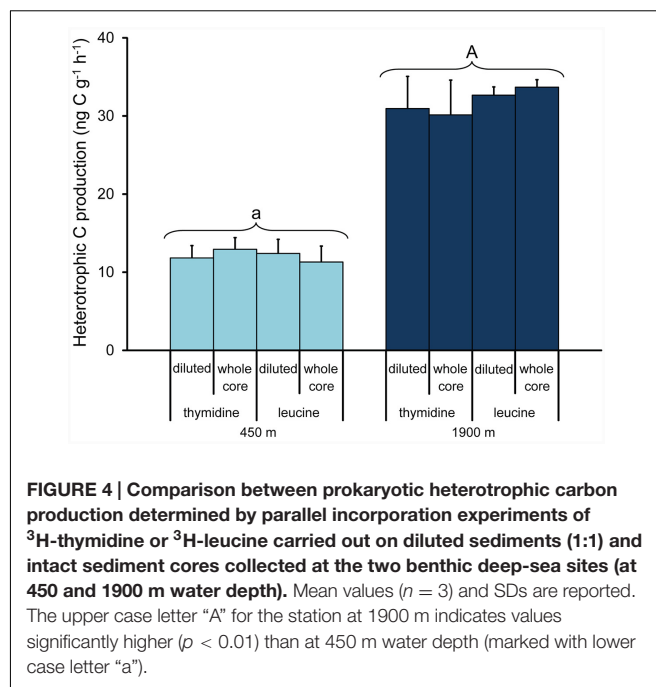 40
30
20
10
0
Heterotrophic C production (ng C g⁻¹ h⁻¹)
a
A
diluted whole core diluted whole core diluted whole core diluted whole core
thymidine leucine thymidine leucine
450 m 1900 m
FIGURE 4 | Comparison between prokaryotic heterotrophic carbon
production determined by parallel incorporation experiments of
³H-thymidine or ³H-leucine carried out on diluted sediments (1:1) and
intact sediment cores collected at the two benthic deep-sea sites (at
450 and 1900 m water depth). Mean values (n = 3) and SDs are reported.
The upper case letter “A” for the station at 1900 m indicates values
significantly higher (p < 0.01) than at 450 m water depth (marked with lower
case letter “a”).